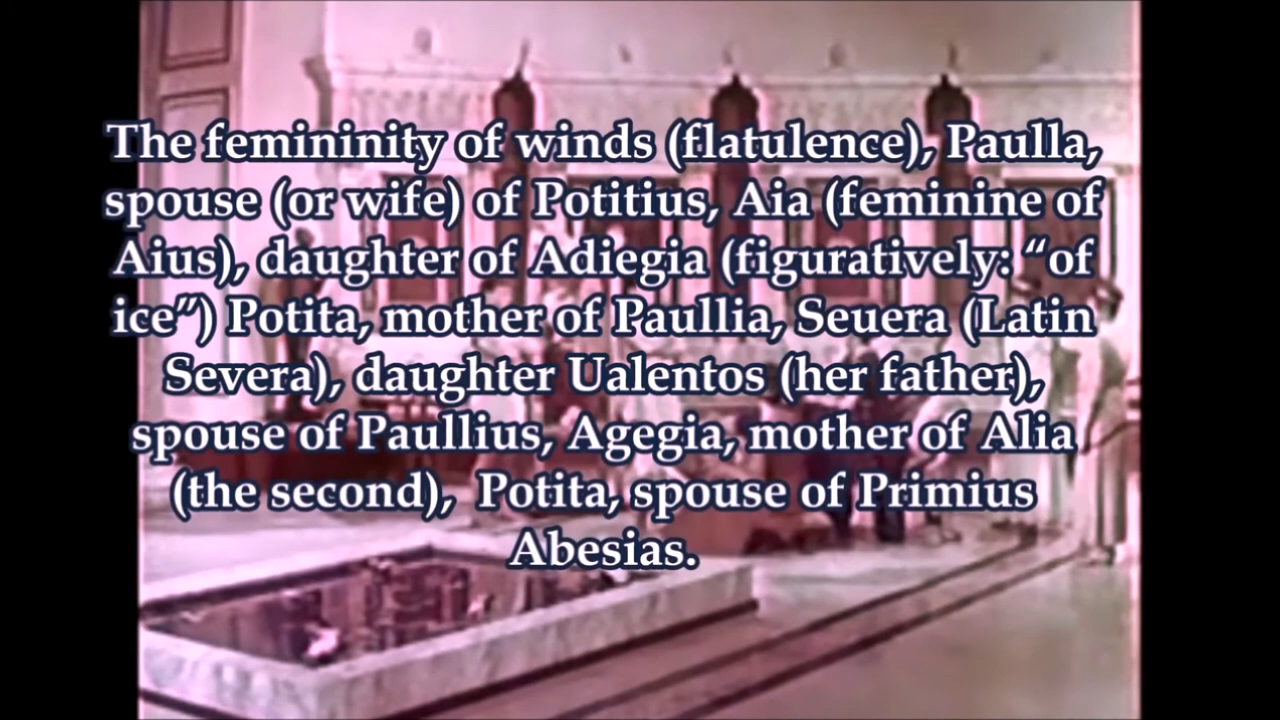 The femininity of winds (flatulence), Paulla,
spouse (or wife) of Potitius, Aia (feminine of
Aius), daughter of Adiegia (figuratively: “of
ice”) Potita, mother of Paullia, Seuera (Latin
Severa), daughter Ualentos (her father),
spouse of Paullius, Agegia, mother of Alia
(the second), Potita, spouse of Primius
Abesias.